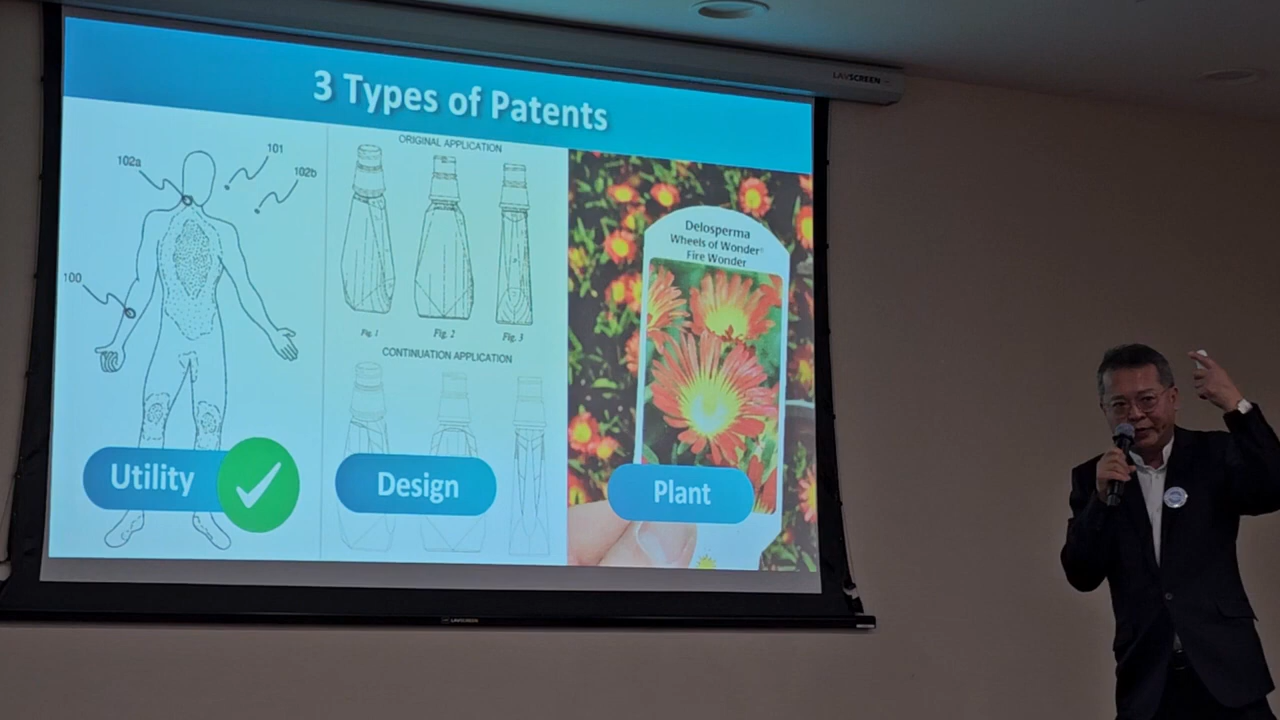 LAVSCREEN
3 Types of Patents
102a
101
102b
100
Utility
ORIGINAL APPLICATION
Fig. 1
Fig. 2
Fig. 3
CONTINUATION APPLICATION
Design
Delosperma
Wheels of Wonder®
Fire Wonder
Plant
LAVSCREEN